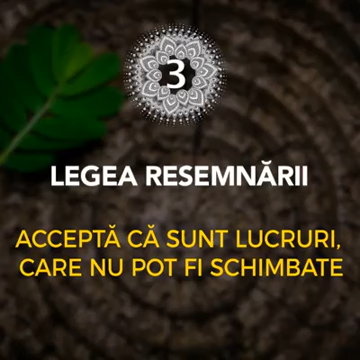 3
LEGEA RESEMNĂRII
ACCEPTĂ CĂ SUNT LUCRURI,
CARE NU POT FI SCHIMBATE